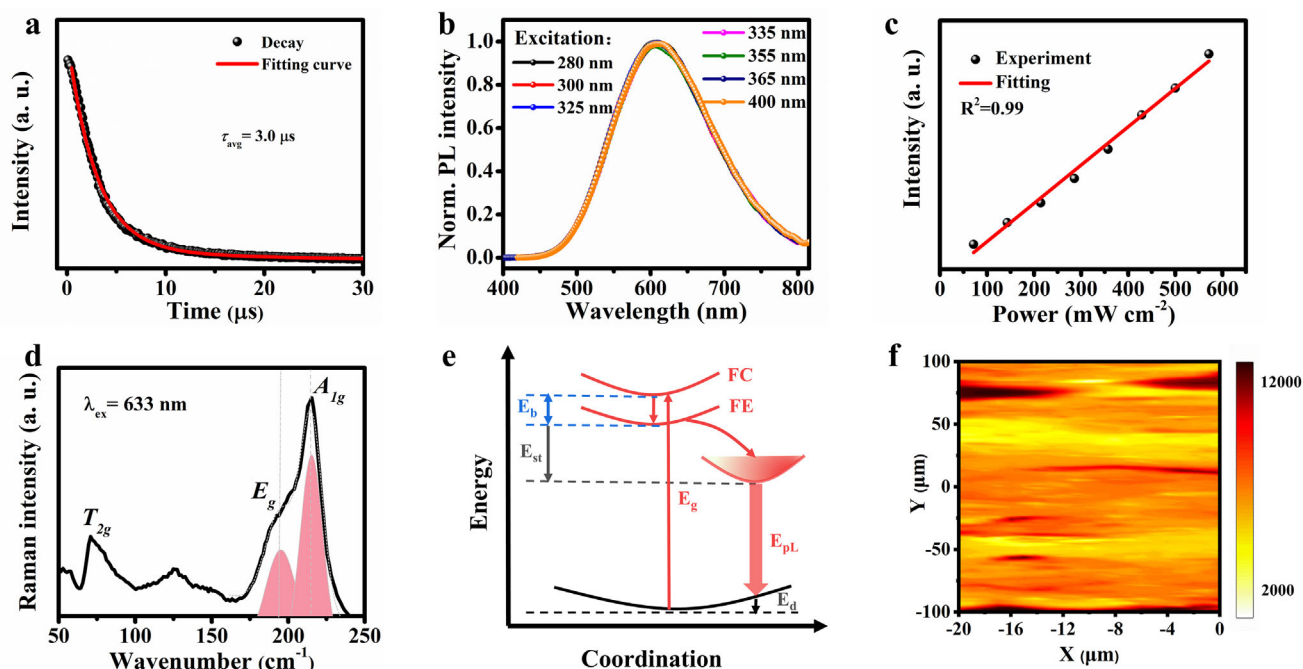 a
Decay
Fitting curve
τavg = 3.0 μs
Intensity (a. u.)
0 10 20 30
Time (μs)
b
Excitation:
280 nm
300 nm
325 nm
335 nm
355 nm
365 nm
400 nm
Norm. PL intensity
1.0
0.8
0.6
0.4
0.2
0.0
400 500 600 700 800
Wavelength (nm)
c
Experiment
Fitting
R²=0.99
Intensity (a. u.)
0 100 200 300 400 500 600
Power (mW cm⁻²)
d
λex= 633 nm
T2g
Eg
A1g
Raman intensity (a. u.)
50 100 150 200 250
Wavenumber (cm⁻¹)
e
FC
FE
Eb
Est
Eg
EpL
Ed
Energy
Coordination
f
100
50
0
-50
-100
Y (μm)
-20 -16 -12 -8 -4 0
X (μm)
12000
2000